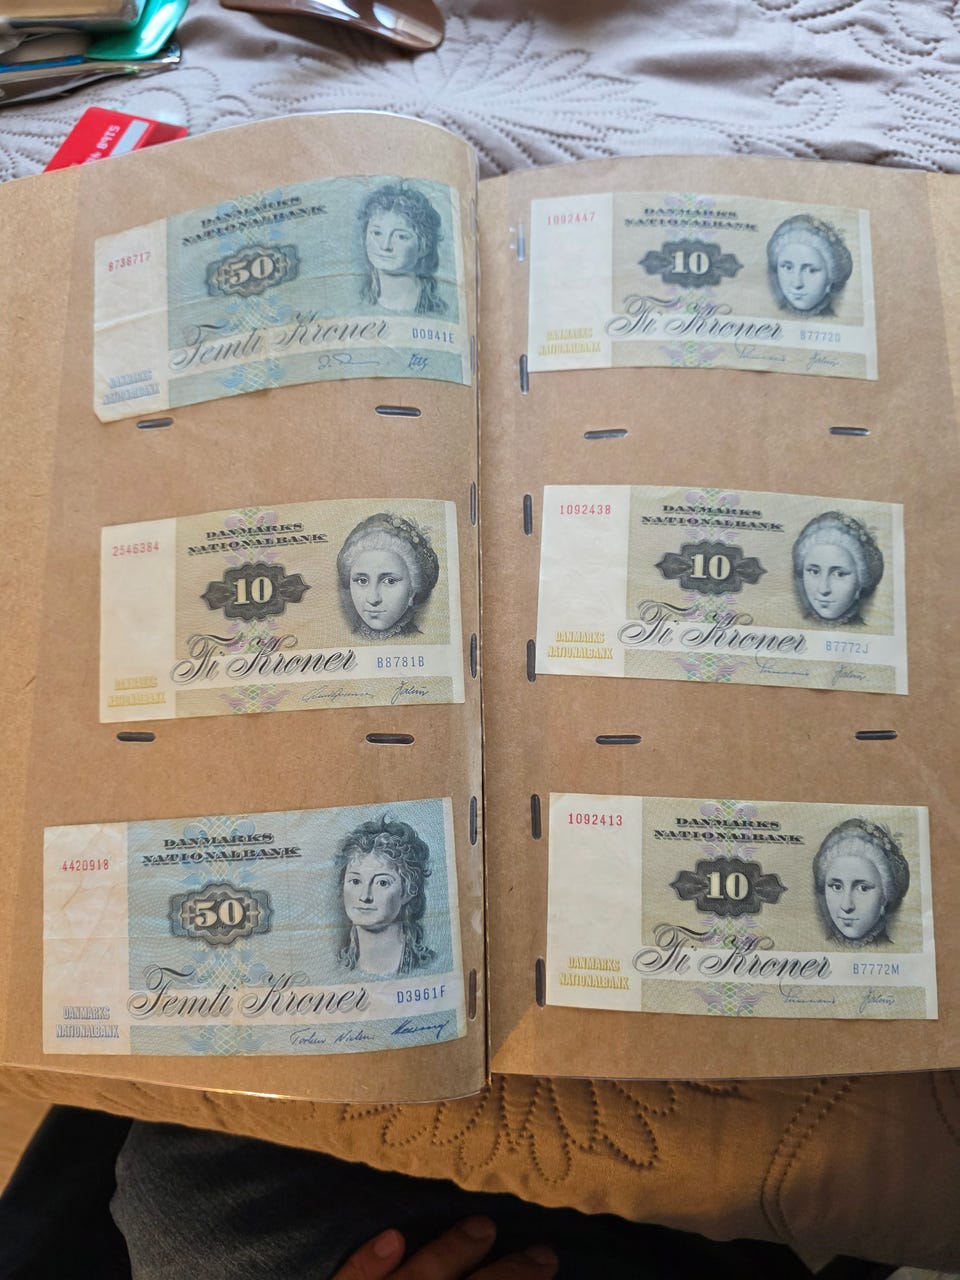 8738717
DANMARKS
NATIONALBANK
50
Femti Kroner
D0941E
DANMARKS
NATIONALBANK
2546384
DANMARKS
NATIONALBANK
10
Ti Kroner
B8781B
DANMARKS
NATIONALBANK
4420918
DANMARKS
NATIONALBANK
50
Femti Kroner
D3961F
DANMARKS
NATIONALBANK
1092447
DANMARKS
NATIONALBANK
10
Ti Kroner
B7772D
DANMARKS
NATIONALBANK
1092438
DANMARKS
NATIONALBANK
10
Ti Kroner
B7772J
DANMARKS
NATIONALBANK
1092413
DANMARKS
NATIONALBANK
10
Ti Kroner
B7772M
DANMARKS
NATIONALBANK